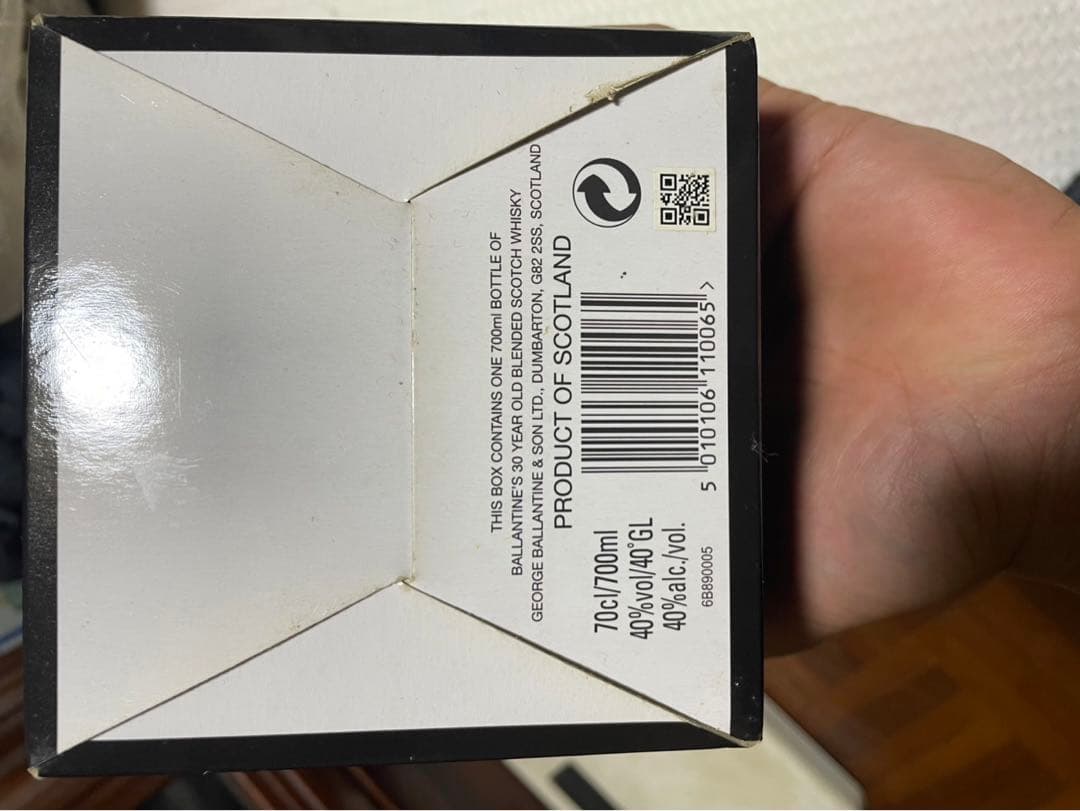 THIS BOX CONTAINS ONE 700ml BOTTLE OF
BALLANTINE'S 30 YEAR OLD BLENDED SCOTCH WHISKY
GEORGE BALLANTINE & SON LTD., DUMBARTON, G82 2SS, SCOTLAND
PRODUCT OF SCOTLAND
70cl/700ml
40%vol/40°GL
40%alc./vol.
5 010106 110065 >
6B890005